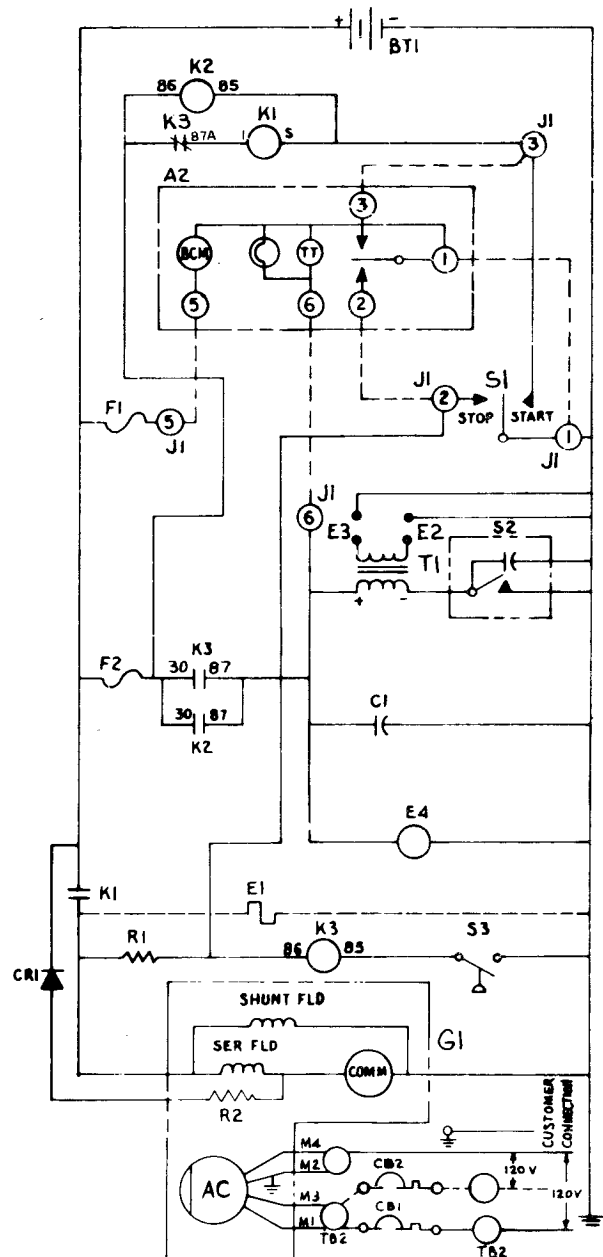 + -
BT1
K2
86 85
K3 87A
K1
1 S
J1
3
A2
3
BCM
TT
1
5
6
2
J1
2
S1
STOP
START
F1
5
J1
1
J1
J1
6
E3
E2
S2
T1
+ -
F2
K3
30 87
30 87
K2
C1
E4
K1
E1
R1
K3
86 85
S3
CR1
SHUNT FLD
SER FLD
G1
COMM
R2
CUSTOMER
CONNECTION
M4
M2
AC
M3
M1
TB2
CB2
CB1
120V
120V
TB2